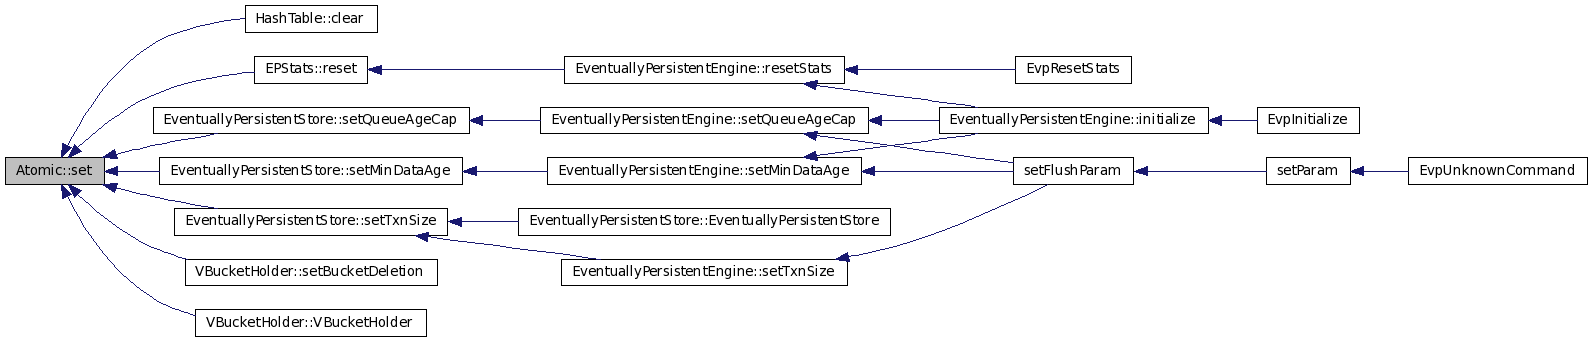 HashTable::clear
EPStats::reset
EventuallyPersistentEngine::resetStats
EvpResetStats
EventuallyPersistentStore::setQueueAgeCap
EventuallyPersistentEngine::setQueueAgeCap
EventuallyPersistentEngine::initialize
EvpInitialize
Atomic::set
EventuallyPersistentStore::setMinDataAge
EventuallyPersistentEngine::setMinDataAge
setFlushParam
setParam
EvpUnknownCommand
EventuallyPersistentStore::setTxnSize
EventuallyPersistentStore::EventuallyPersistentStore
VBucketHolder::setBucketDeletion
EventuallyPersistentEngine::setTxnSize
VBucketHolder::VBucketHolder